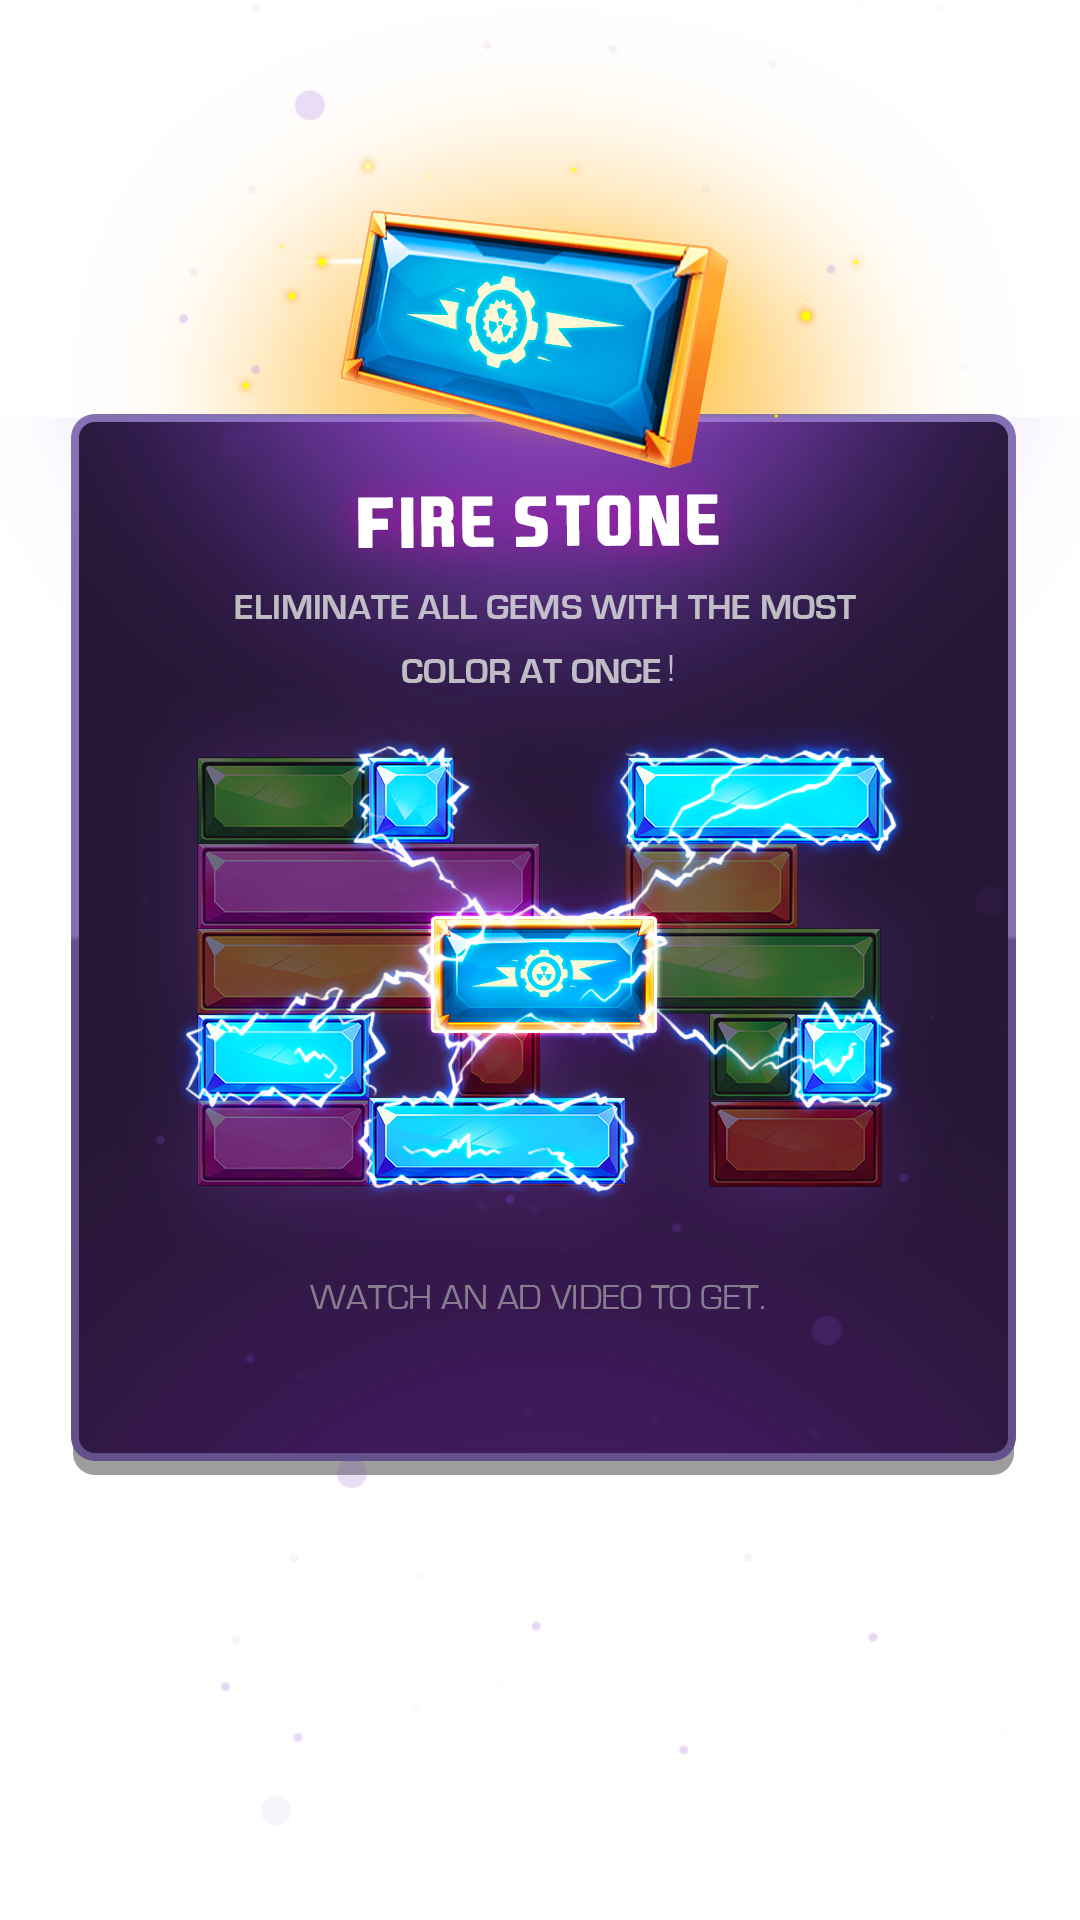 FIRE STONE
ELIMINATE ALL GEMS WITH THE MOST
COLOR AT ONCE!
WATCH AN AD VIDEO TO GET.